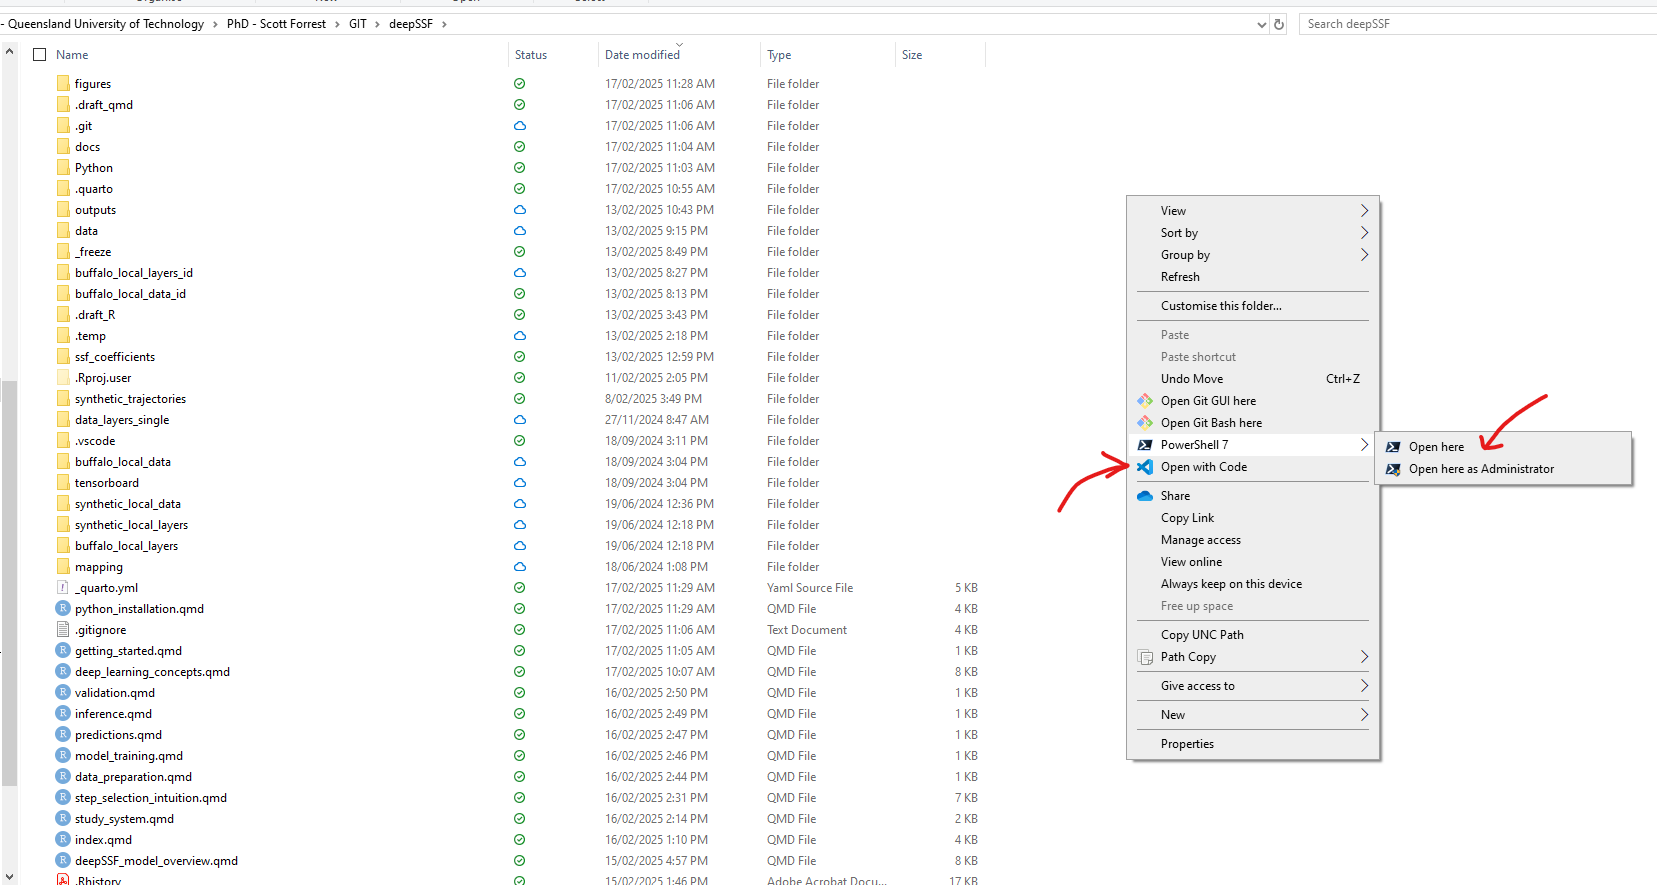 - Queensland University of Technology > PhD - Scott Forrest > GIT > deepSSF >
Search deepSSF
Name Status Date modified Type Size
figures 17/02/2025 11:28 AM File folder
.draft_qmd 17/02/2025 11:06 AM File folder
.git 17/02/2025 11:06 AM File folder
docs 17/02/2025 11:04 AM File folder
Python 17/02/2025 11:03 AM File folder
.quarto 17/02/2025 10:55 AM File folder
outputs 13/02/2025 10:43 PM File folder
data 13/02/2025 9:15 PM File folder
_freeze 13/02/2025 8:49 PM File folder
buffalo_local_layers_id 13/02/2025 8:27 PM File folder
buffalo_local_data_id 13/02/2025 8:13 PM File folder
.draft_R 13/02/2025 3:43 PM File folder
.temp 13/02/2025 2:18 PM File folder
ssf_coefficients 13/02/2025 12:59 PM File folder
.Rproj.user 11/02/2025 2:05 PM File folder
synthetic_trajectories 8/02/2025 3:49 PM File folder
data_layers_single 27/11/2024 8:47 AM File folder
.vscode 18/09/2024 3:11 PM File folder
buffalo_local_data 18/09/2024 3:04 PM File folder
tensorboard 18/09/2024 3:04 PM File folder
synthetic_local_data 19/06/2024 12:36 PM File folder
synthetic_local_layers 19/06/2024 12:18 PM File folder
buffalo_local_layers 19/06/2024 12:18 PM File folder
mapping 18/06/2024 1:08 PM File folder
_quarto.yml 17/02/2025 11:29 AM Yaml Source File 5 KB
python_installation.qmd 17/02/2025 11:29 AM QMD File 4 KB
.gitignore 17/02/2025 11:06 AM Text Document 4 KB
getting_started.qmd 17/02/2025 11:05 AM QMD File 1 KB
deep_learning_concepts.qmd 17/02/2025 10:07 AM QMD File 8 KB
validation.qmd 16/02/2025 2:50 PM QMD File 1 KB
inference.qmd 16/02/2025 2:49 PM QMD File 1 KB
predictions.qmd 16/02/2025 2:47 PM QMD File 1 KB
model_training.qmd 16/02/2025 2:46 PM QMD File 1 KB
data_preparation.qmd 16/02/2025 2:44 PM QMD File 1 KB
step_selection_intuition.qmd 16/02/2025 2:31 PM QMD File 7 KB
study_system.qmd 16/02/2025 2:14 PM QMD File 2 KB
index.qmd 16/02/2025 1:10 PM QMD File 4 KB
deepSSF_model_overview.qmd 15/02/2025 4:57 PM QMD File 8 KB
.Rhistory 15/02/2025 1:46 PM Adobe Acrobat Docu... 17 KB
View
Sort by
Group by
Refresh
Customise this folder...
Paste
Paste shortcut
Undo Move Ctrl+Z
Open Git GUI here
Open Git Bash here
PowerShell 7
Open with Code
Share
Copy Link
Manage access
View online
Always keep on this device
Free up space
Copy UNC Path
Path Copy
Give access to
New
Properties
Open here
Open here as Administrator